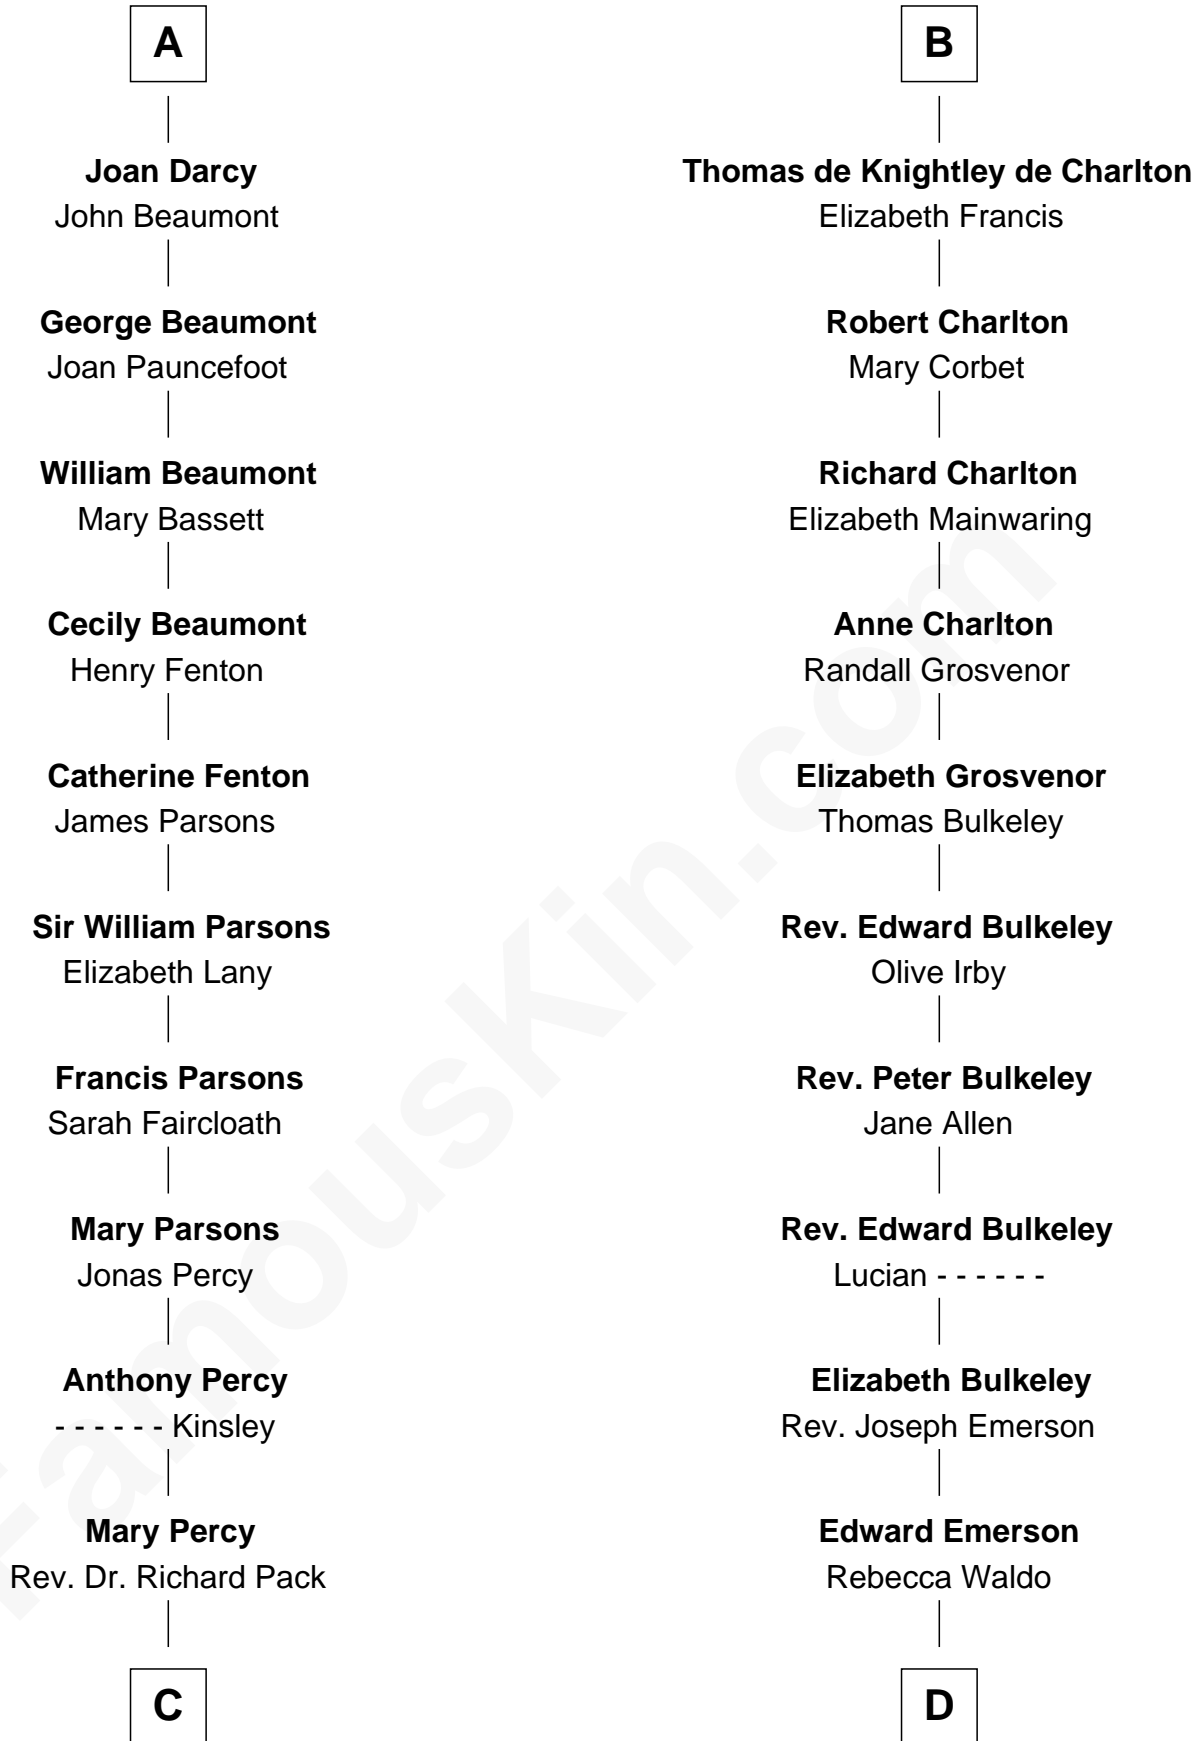 A
Joan Darcy
John Beaumont
George Beaumont
Joan Pauncefoot
William Beaumont
Mary Bassett
Cecily Beaumont
Henry Fenton
Catherine Fenton
James Parsons
Sir William Parsons
Elizabeth Lany
Francis Parsons
Sarah Faircloath
Mary Parsons
Jonas Percy
Anthony Percy
- - - - - - Kinsley
Mary Percy
Rev. Dr. Richard Pack
C
B
Thomas de Knightley de Charlton
Elizabeth Francis
Robert Charlton
Mary Corbet
Richard Charlton
Elizabeth Mainwaring
Anne Charlton
Randall Grosvenor
Elizabeth Grosvenor
Thomas Bulkeley
Rev. Edward Bulkeley
Olive Irby
Rev. Peter Bulkeley
Jane Allen
Rev. Edward Bulkeley
Lucian - - - - - -
Elizabeth Bulkeley
Rev. Joseph Emerson
Edward Emerson
Rebecca Waldo
D
FamousKin.com